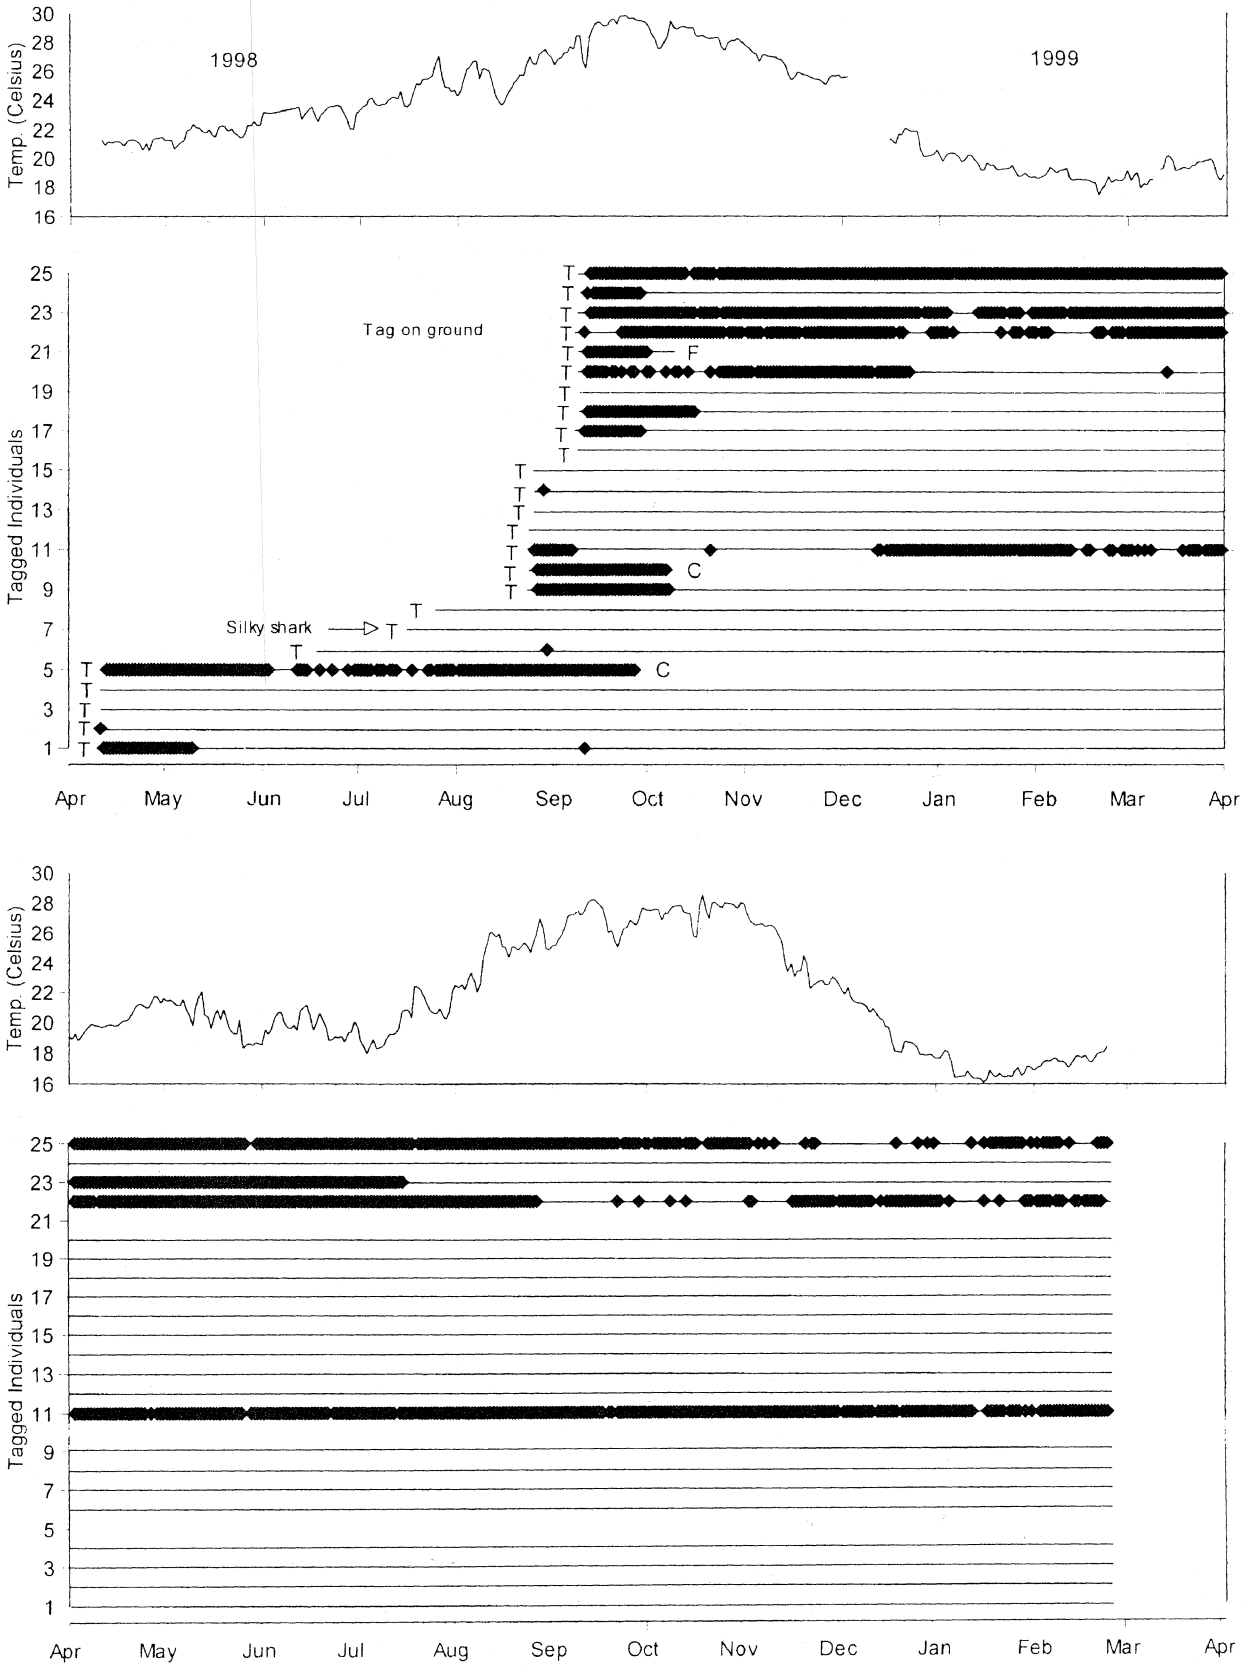 30
28
26
24
22
20
18
16
Temp. (Celsius)
1998
1999
25
23
21
19
17
15
13
11
9
7
5
3
1
Tagged Individuals
T
T
T
Tag on ground
T
T F
T
T
T
T
T
T
T
T
T
T
T C
T
T
Silky shark T
T
T C
T
T
T
T
Apr May Jun Jul Aug Sep Oct Nov Dec Jan Feb Mar Apr
30
28
26
24
22
20
18
16
Temp. (Celsius)
25
23
21
19
17
15
13
11
9
7
5
3
1
Tagged Individuals
Apr May Jun Jul Aug Sep Oct Nov Dec Jan Feb Mar Apr